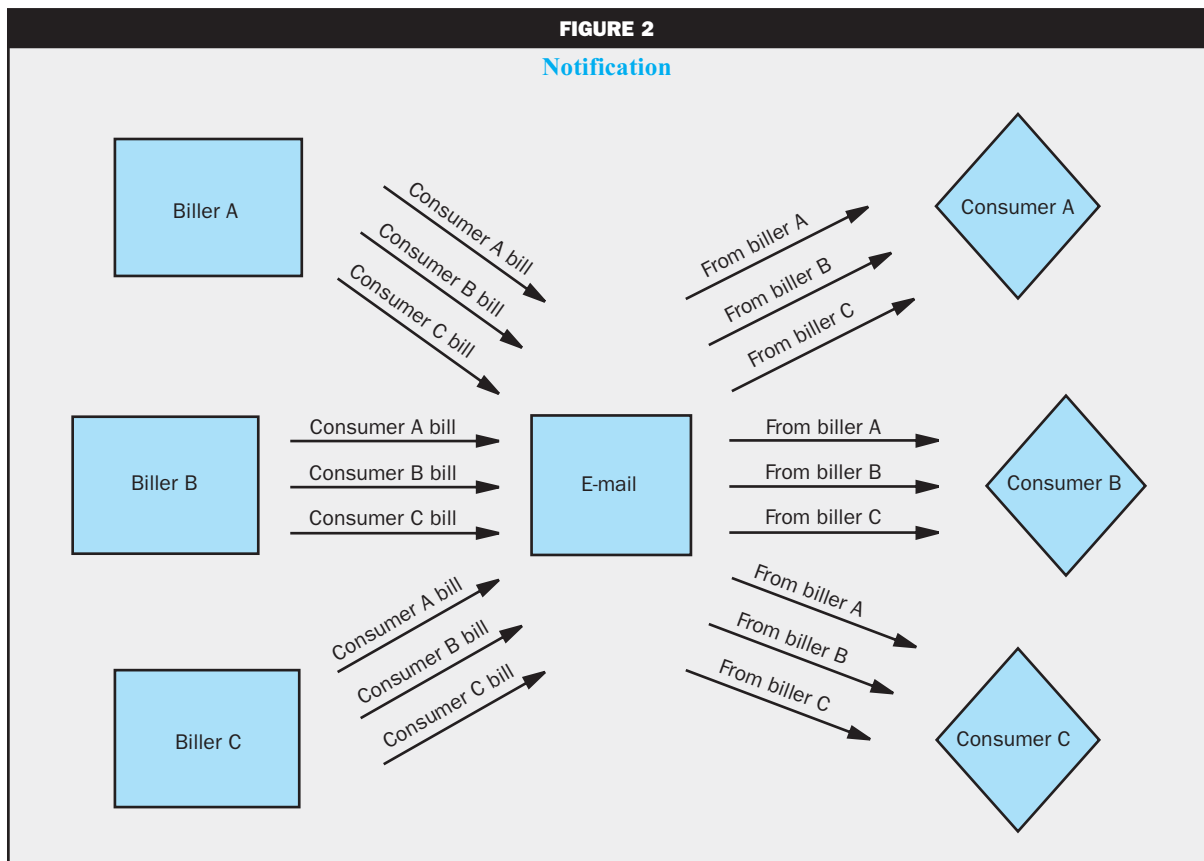 FIGURE 2
Notification
Biller A
Consumer A bill
Consumer B bill
Consumer C bill
From biller A
From biller B
From biller C
Consumer A
Biller B
Consumer A bill
Consumer B bill
Consumer C bill
E-mail
From biller A
From biller B
From biller C
Consumer B
Biller C
Consumer A bill
Consumer B bill
Consumer C bill
From biller A
From biller B
From biller C
Consumer C